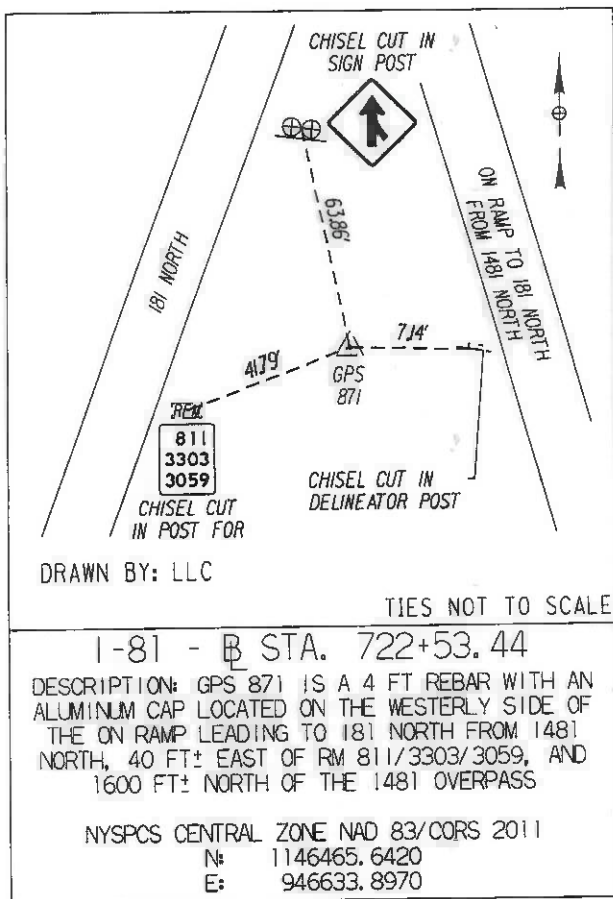 CHISEL CUT IN
SIGN POST
181 NORTH
63.86'
ON RAMP TO 181 NORTH
FROM 1481 NORTH
41.79'
7.14'
GPS
871
REM
811
3303
3059
CHISEL CUT
IN POST FOR
CHISEL CUT IN
DELINEATOR POST
DRAWN BY: LLC
TIES NOT TO SCALE
I-81 - BL STA. 722+53.44
DESCRIPTION: GPS 871 IS A 4 FT REBAR WITH AN
ALUMINUM CAP LOCATED ON THE WESTERLY SIDE OF
THE ON RAMP LEADING TO 181 NORTH FROM 1481
NORTH, 40 FT± EAST OF RM 811/3303/3059, AND
1600 FT± NORTH OF THE 1481 OVERPASS
NYSPCS CENTRAL ZONE NAD 83/CORS 2011
N: 1146465.6420
E: 946633.8970